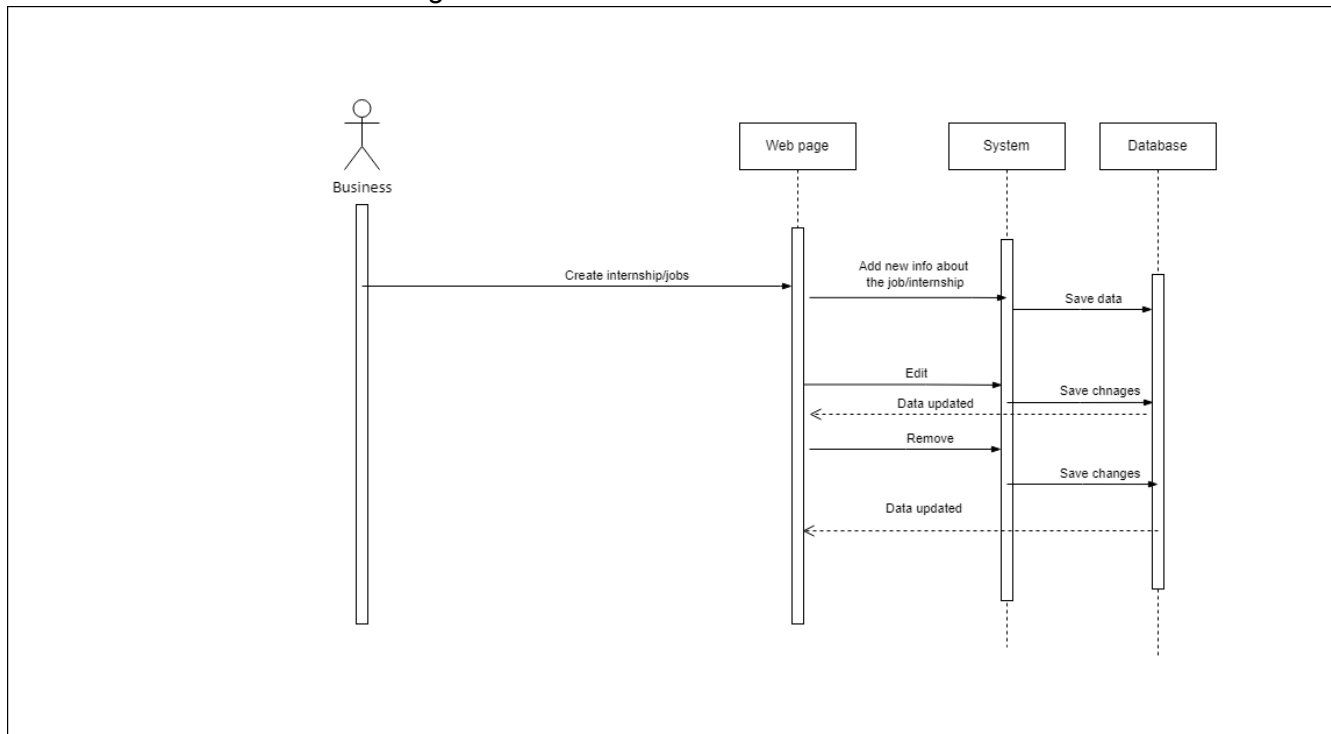 Web page
System
Database
Business
Create internship/jobs
Add new info about
the job/internship
Save data
Edit
Save chnages
Data updated
Remove
Save changes
Data updated